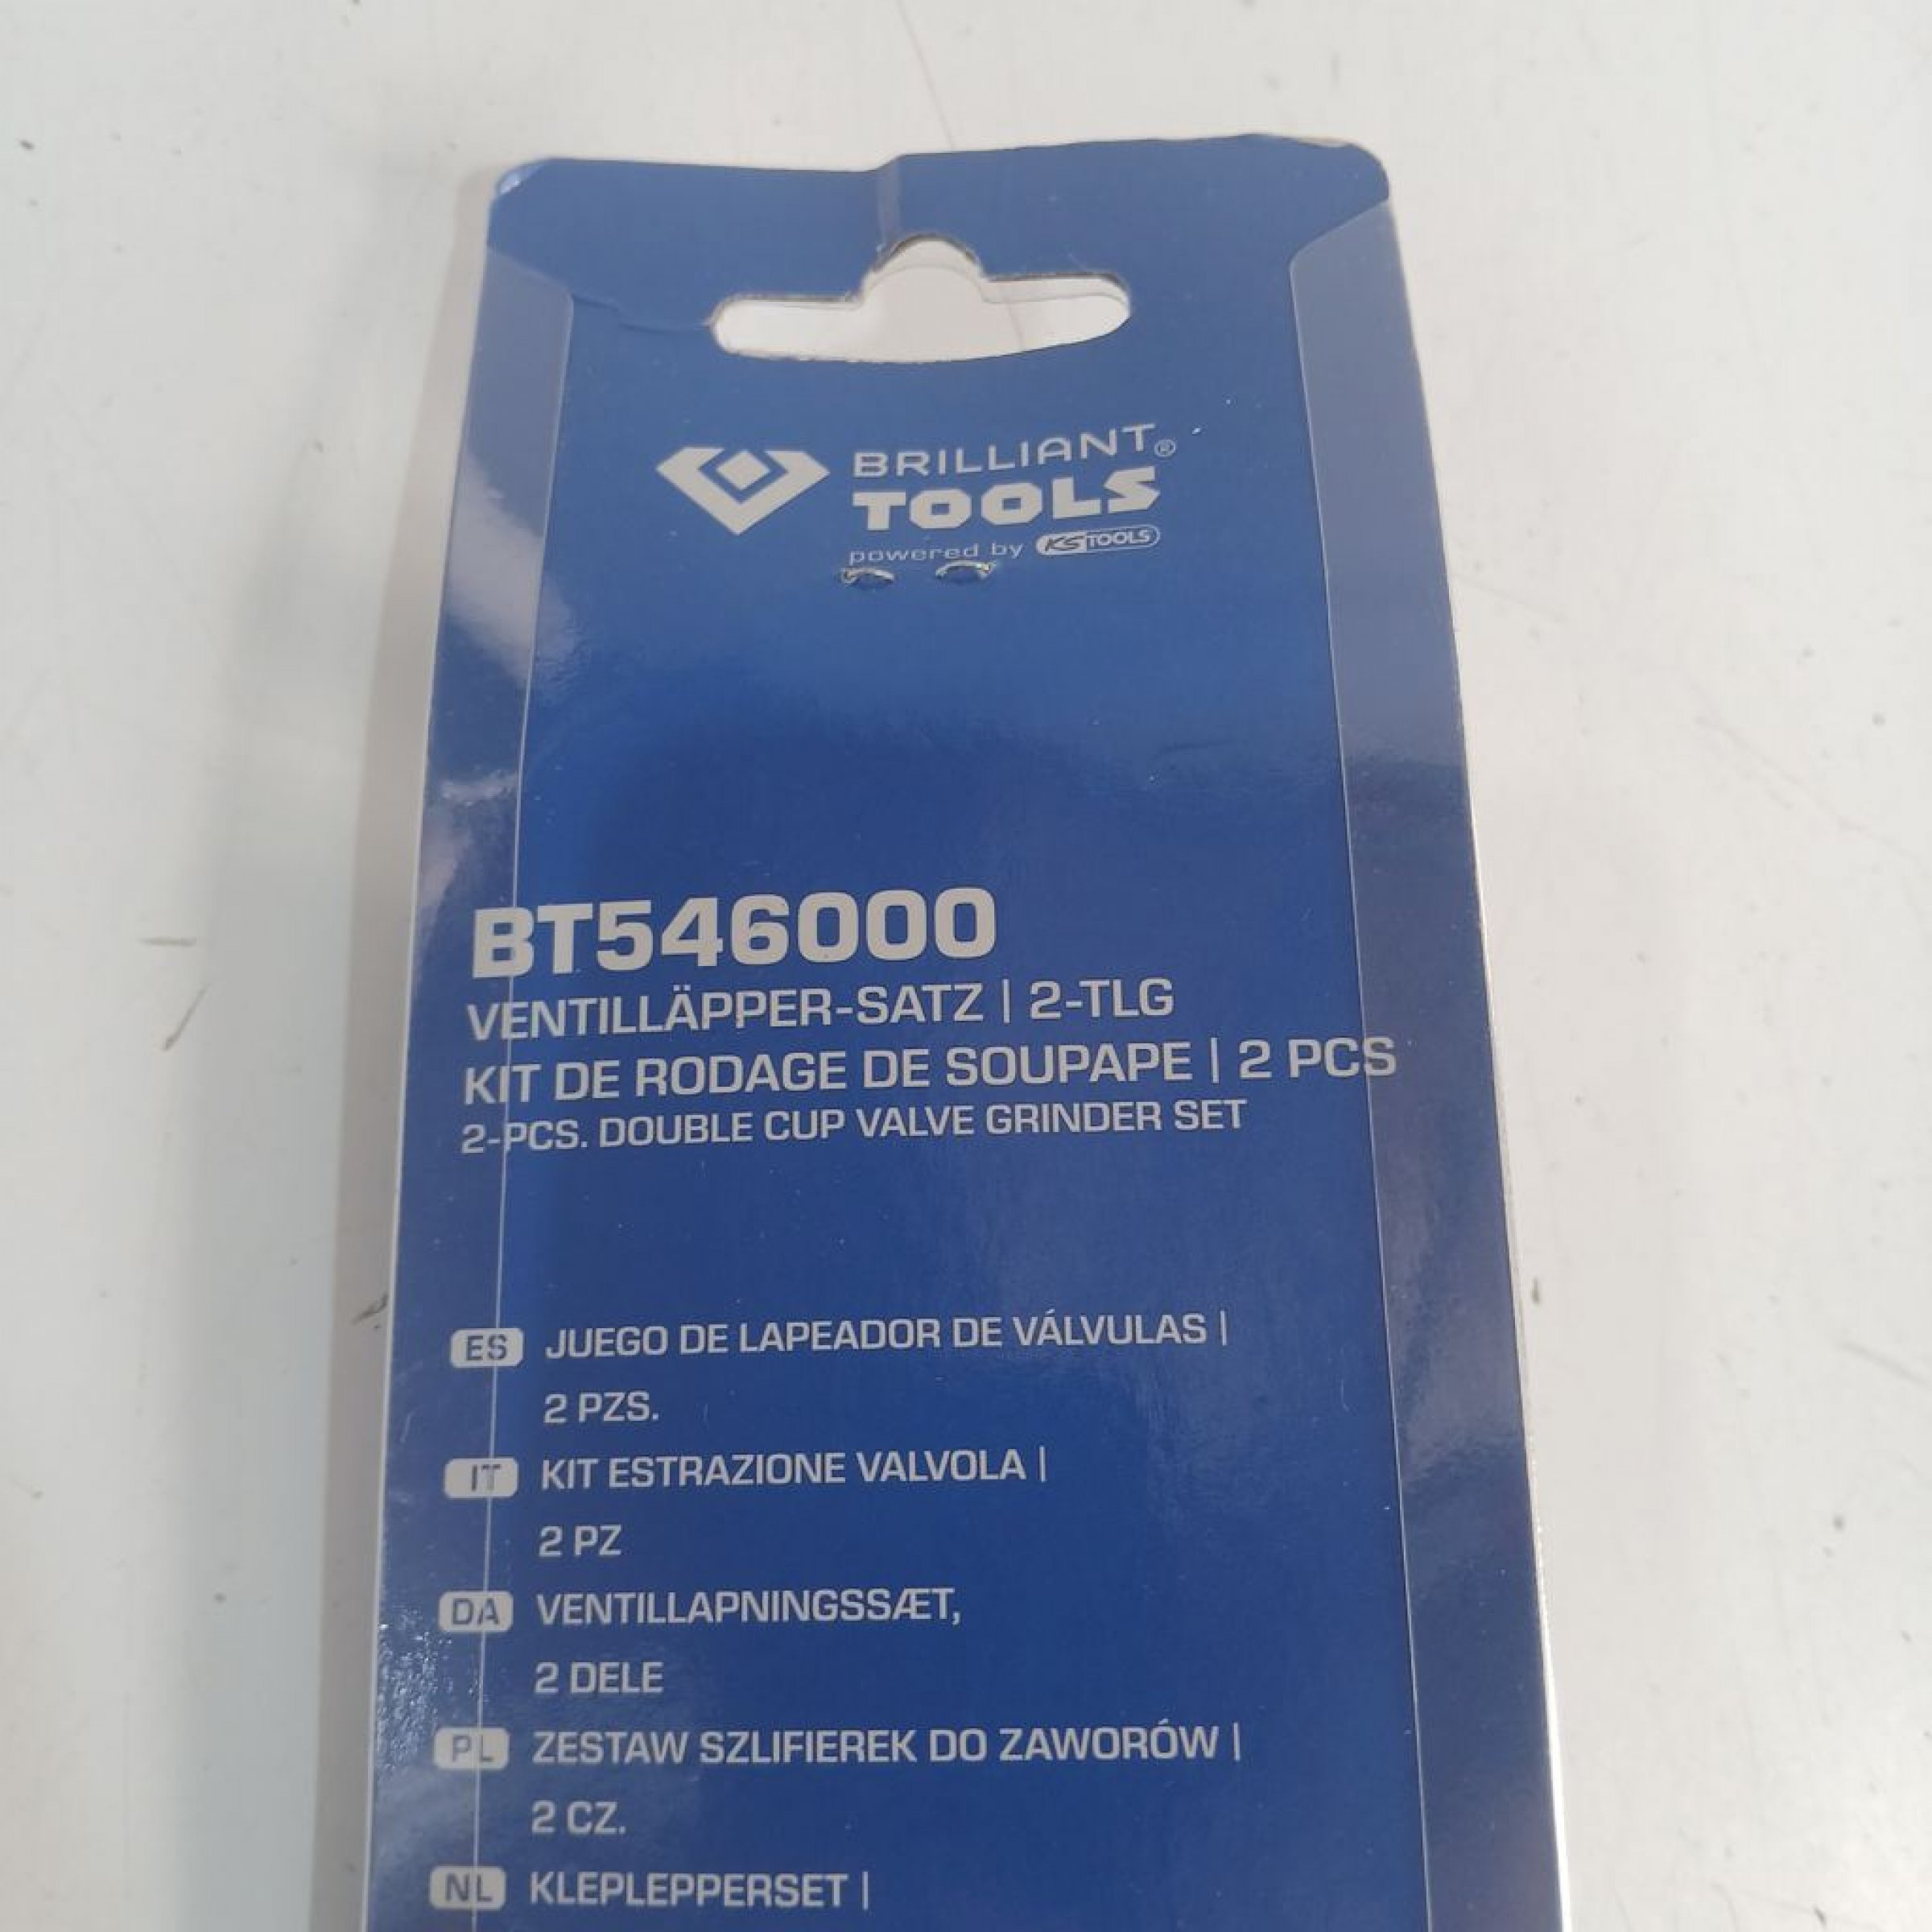 BRILLIANT®
TOOLS
powered by KS TOOLS
BT546000
VENTILLÄPPER-SATZ | 2-TLG
KIT DE RODAGE DE SOUPAPE | 2 PCS
2-PCS. DOUBLE CUP VALVE GRINDER SET
ES JUEGO DE LAPEADOR DE VÁLVULAS |
2 PZS.
IT KIT ESTRAZIONE VALVOLA |
2 PZ
DA VENTILLAPNINGSSÆT,
2 DELE
PL ZESTAW SZLIFIEREK DO ZAWORÓW |
2 CZ.
NL KLEPLEPPERSET |